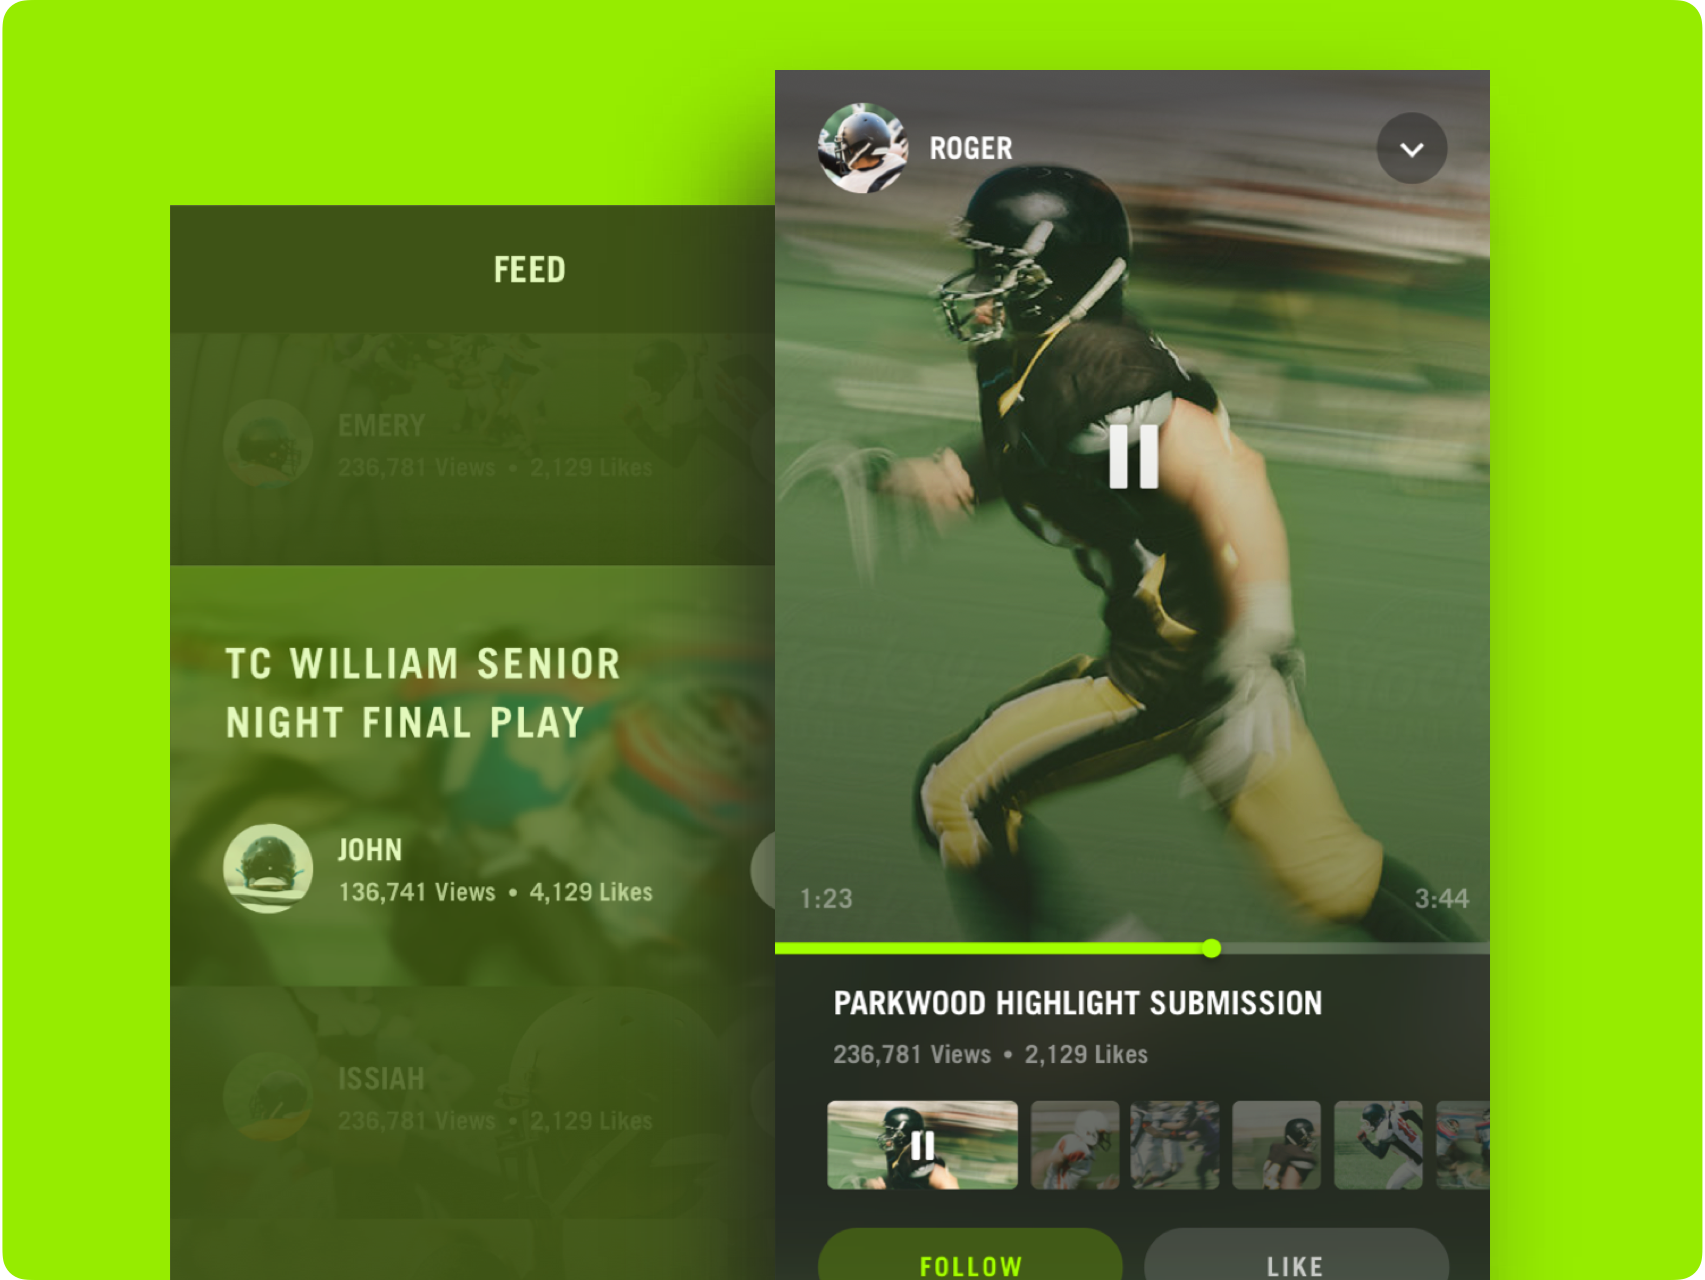 FEED
EMERY
236,781 Views • 2,129 Likes
TC WILLIAM SENIOR
NIGHT FINAL PLAY
JOHN
136,741 Views • 4,129 Likes
ISSIAH
236,781 Views • 2,129 Likes
ROGER
1:23
3:44
PARKWOOD HIGHLIGHT SUBMISSION
236,781 Views • 2,129 Likes
FOLLOW
LIKE